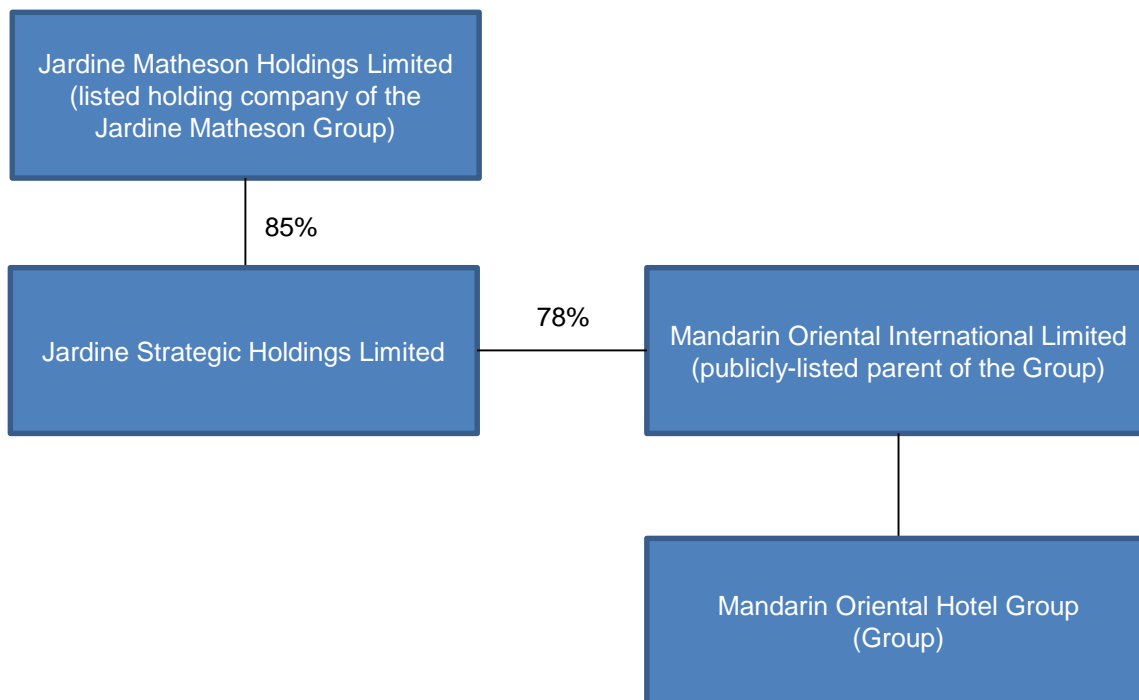 Jardine Matheson Holdings Limited
(listed holding company of the
Jardine Matheson Group)
85%
Jardine Strategic Holdings Limited
78%
Mandarin Oriental International Limited
(publicly-listed parent of the Group)
Mandarin Oriental Hotel Group
(Group)